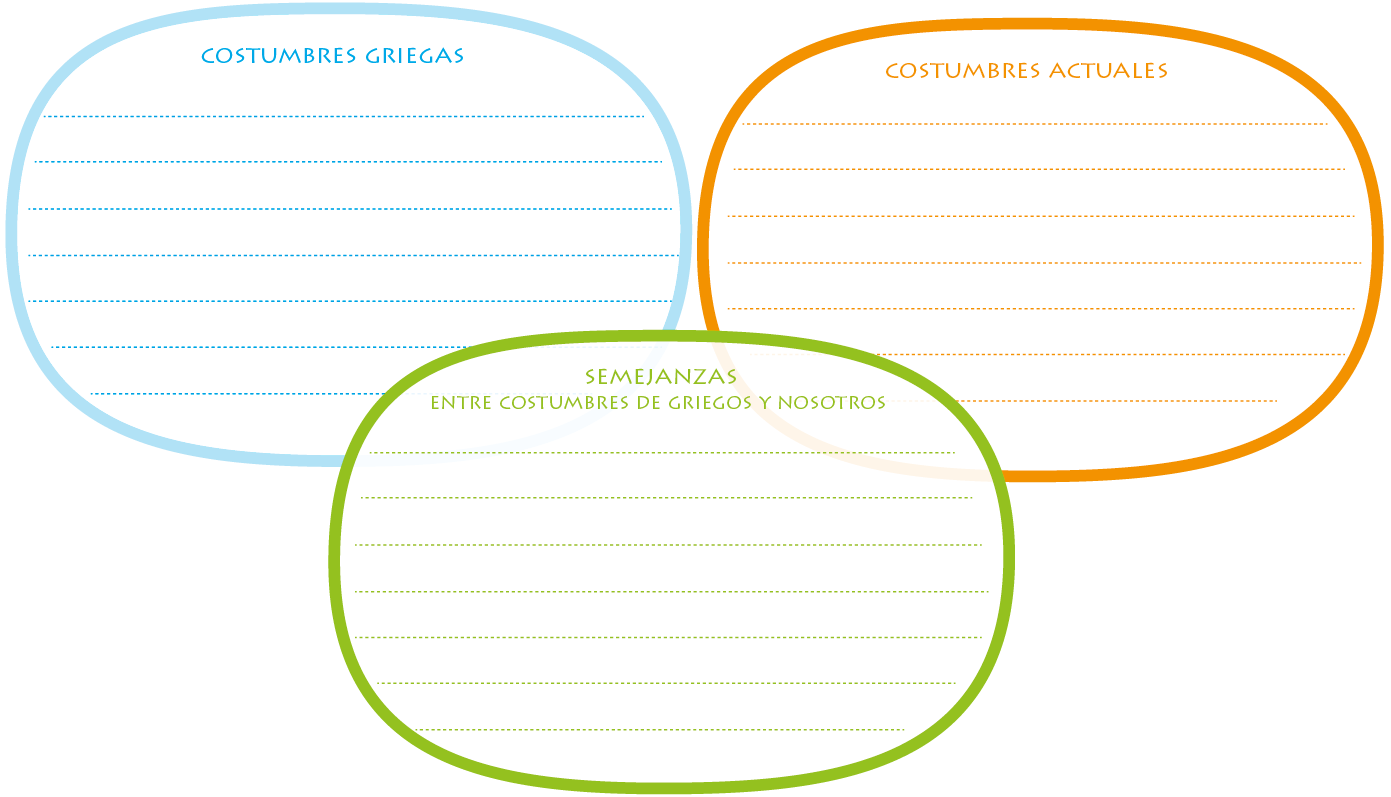 COSTUMBRES GRIEGAS
COSTUMBRES ACTUALES
SEMEJANZAS
ENTRE COSTUMBRES DE GRIEGOS Y NOSOTROS